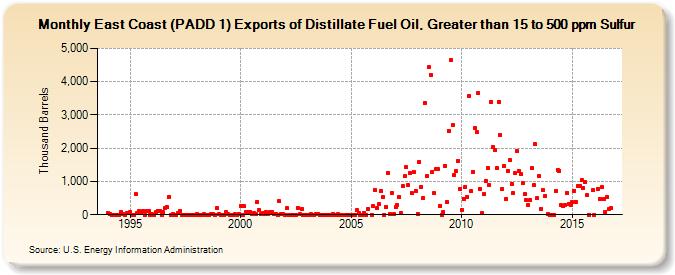 Monthly East Coast (PADD 1) Exports of Distillate Fuel Oil, Greater than 15 to 500 ppm Sulfur
Thousand Barrels
5,000
4,000
3,000
2,000
1,000
0
1995 2000 2005 2010 2015
Source: U.S. Energy Information Administration